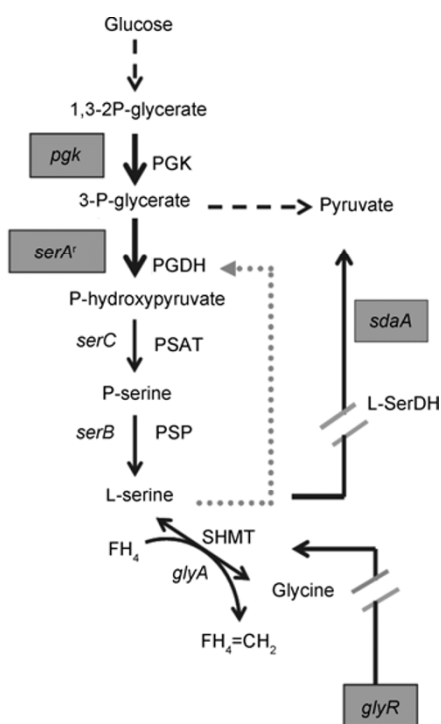 Glucose
1,3-2P-glycerate
pgk
PGK
3-P-glycerate
Pyruvate
serAʳ
PGDH
P-hydroxypyruvate
sdaA
serC
PSAT
P-serine
L-SerDH
serB
PSP
L-serine
SHMT
FH₄
glyA
Glycine
FH₄=CH₂
glyR